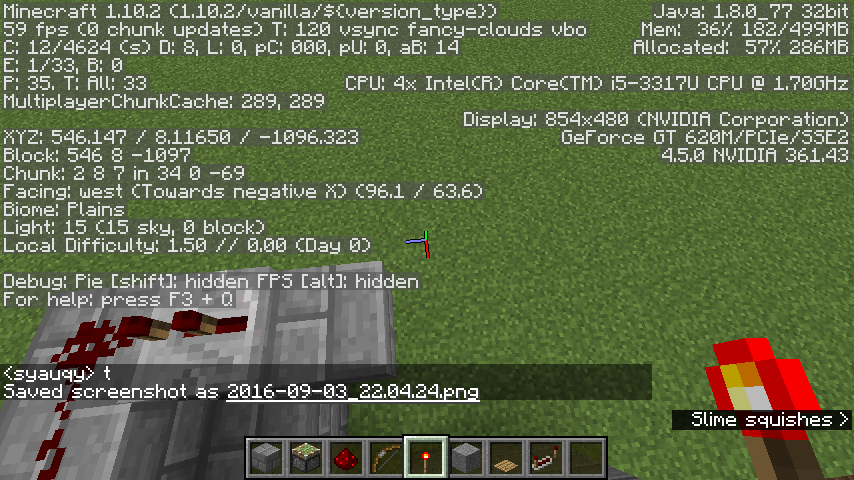 Minecraft 1.10.2 (1.10.2/vanilla/${version_type})
59 fps (0 chunk updates) T: 120 vsync fancy-clouds vbo
C: 12/4624 (s) D: 8, L: 0, pC: 000, pU: 0, aB: 14
E: 1/33, B: 0
P: 35. T: All: 33
MultiplayerChunkCache: 289, 289
XYZ: 546.147 / 8.11650 / -1096.323
Block: 546 8 -1097
Chunk: 2 8 7 in 34 0 -69
Facing: west (Towards negative X) (96.1 / 63.6)
Biome: Plains
Light: 15 (15 sky, 0 block)
Local Difficulty: 1.50 // 0.00 (Day 0)
Debug: Pie [shift]: hidden FPS [alt]: hidden
For help: press F3 + Q
Java: 1.8.0_77 32bit
Mem: 36% 182/499MB
Allocated: 57% 286MB
CPU: 4x Intel(R) Core(TM) i5-3317U CPU @ 1.70GHz
Display: 854x480 (NVIDIA Corporation)
GeForce GT 620M/PCIe/SSE2
4.5.0 NVIDIA 361.43
<syauqy> t
Saved screenshot as 2016-09-03_22.04.24.png
Slime squishes >